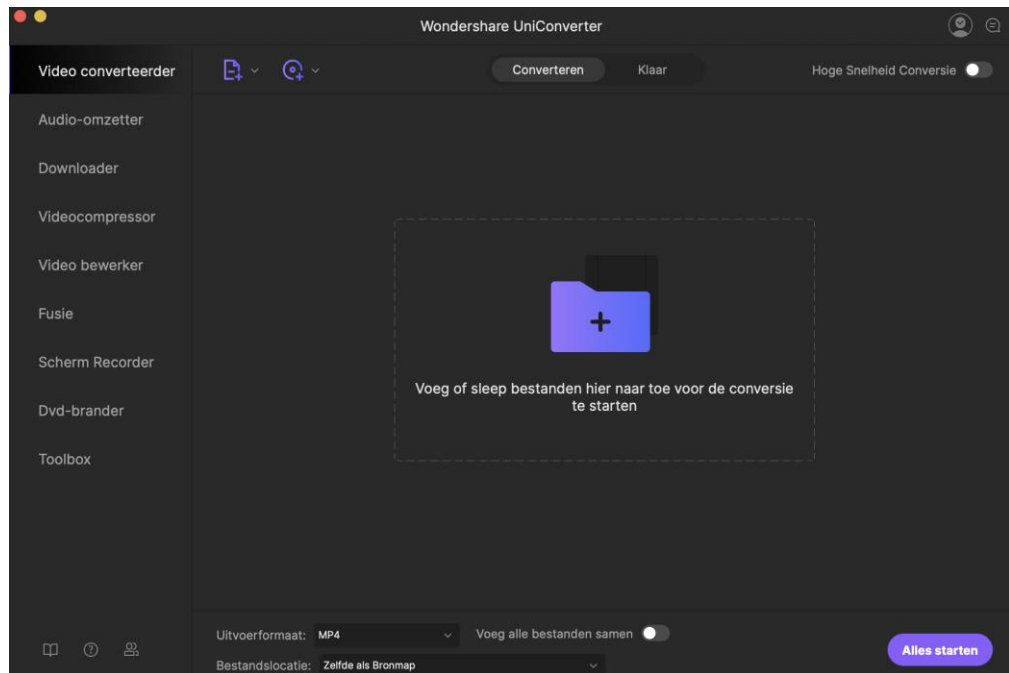 Wondershare UniConverter
Video converteerder
Converteren
Klaar
Hoge Snelheid Conversie
Audio-omzetter
Downloader
Videocompressor
Video bewerker
Fusie
Scherm Recorder
Dvd-brander
Toolbox
Voeg of sleep bestanden hier naar toe voor de conversie
te starten
Uitvoerformaat: MP4
Voeg alle bestanden samen
Bestandslocatie: Zelfde als Bronmap
Alles starten